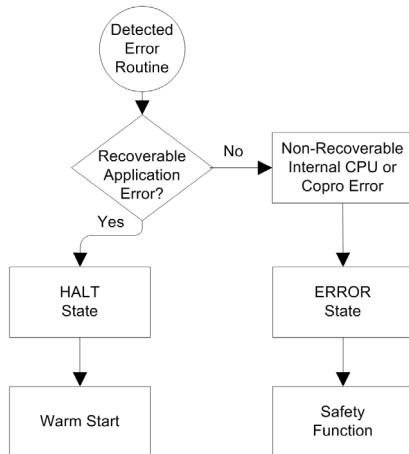 Detected
Error
Routine
Recoverable
Application
Error?
No
Non-Recoverable
Internal CPU or
Copro Error
Yes
HALT
State
ERROR
State
Warm Start
Safety
Function